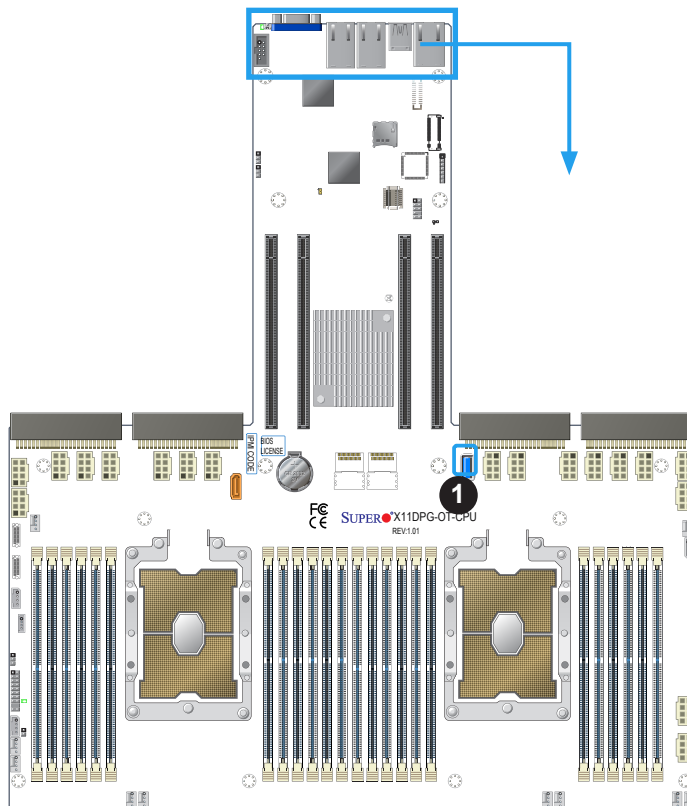 IPMI CODE
BIOS
LICENSE
1
FC
CE
SUPER ®X11DPG-OT-CPU
REV:1.01